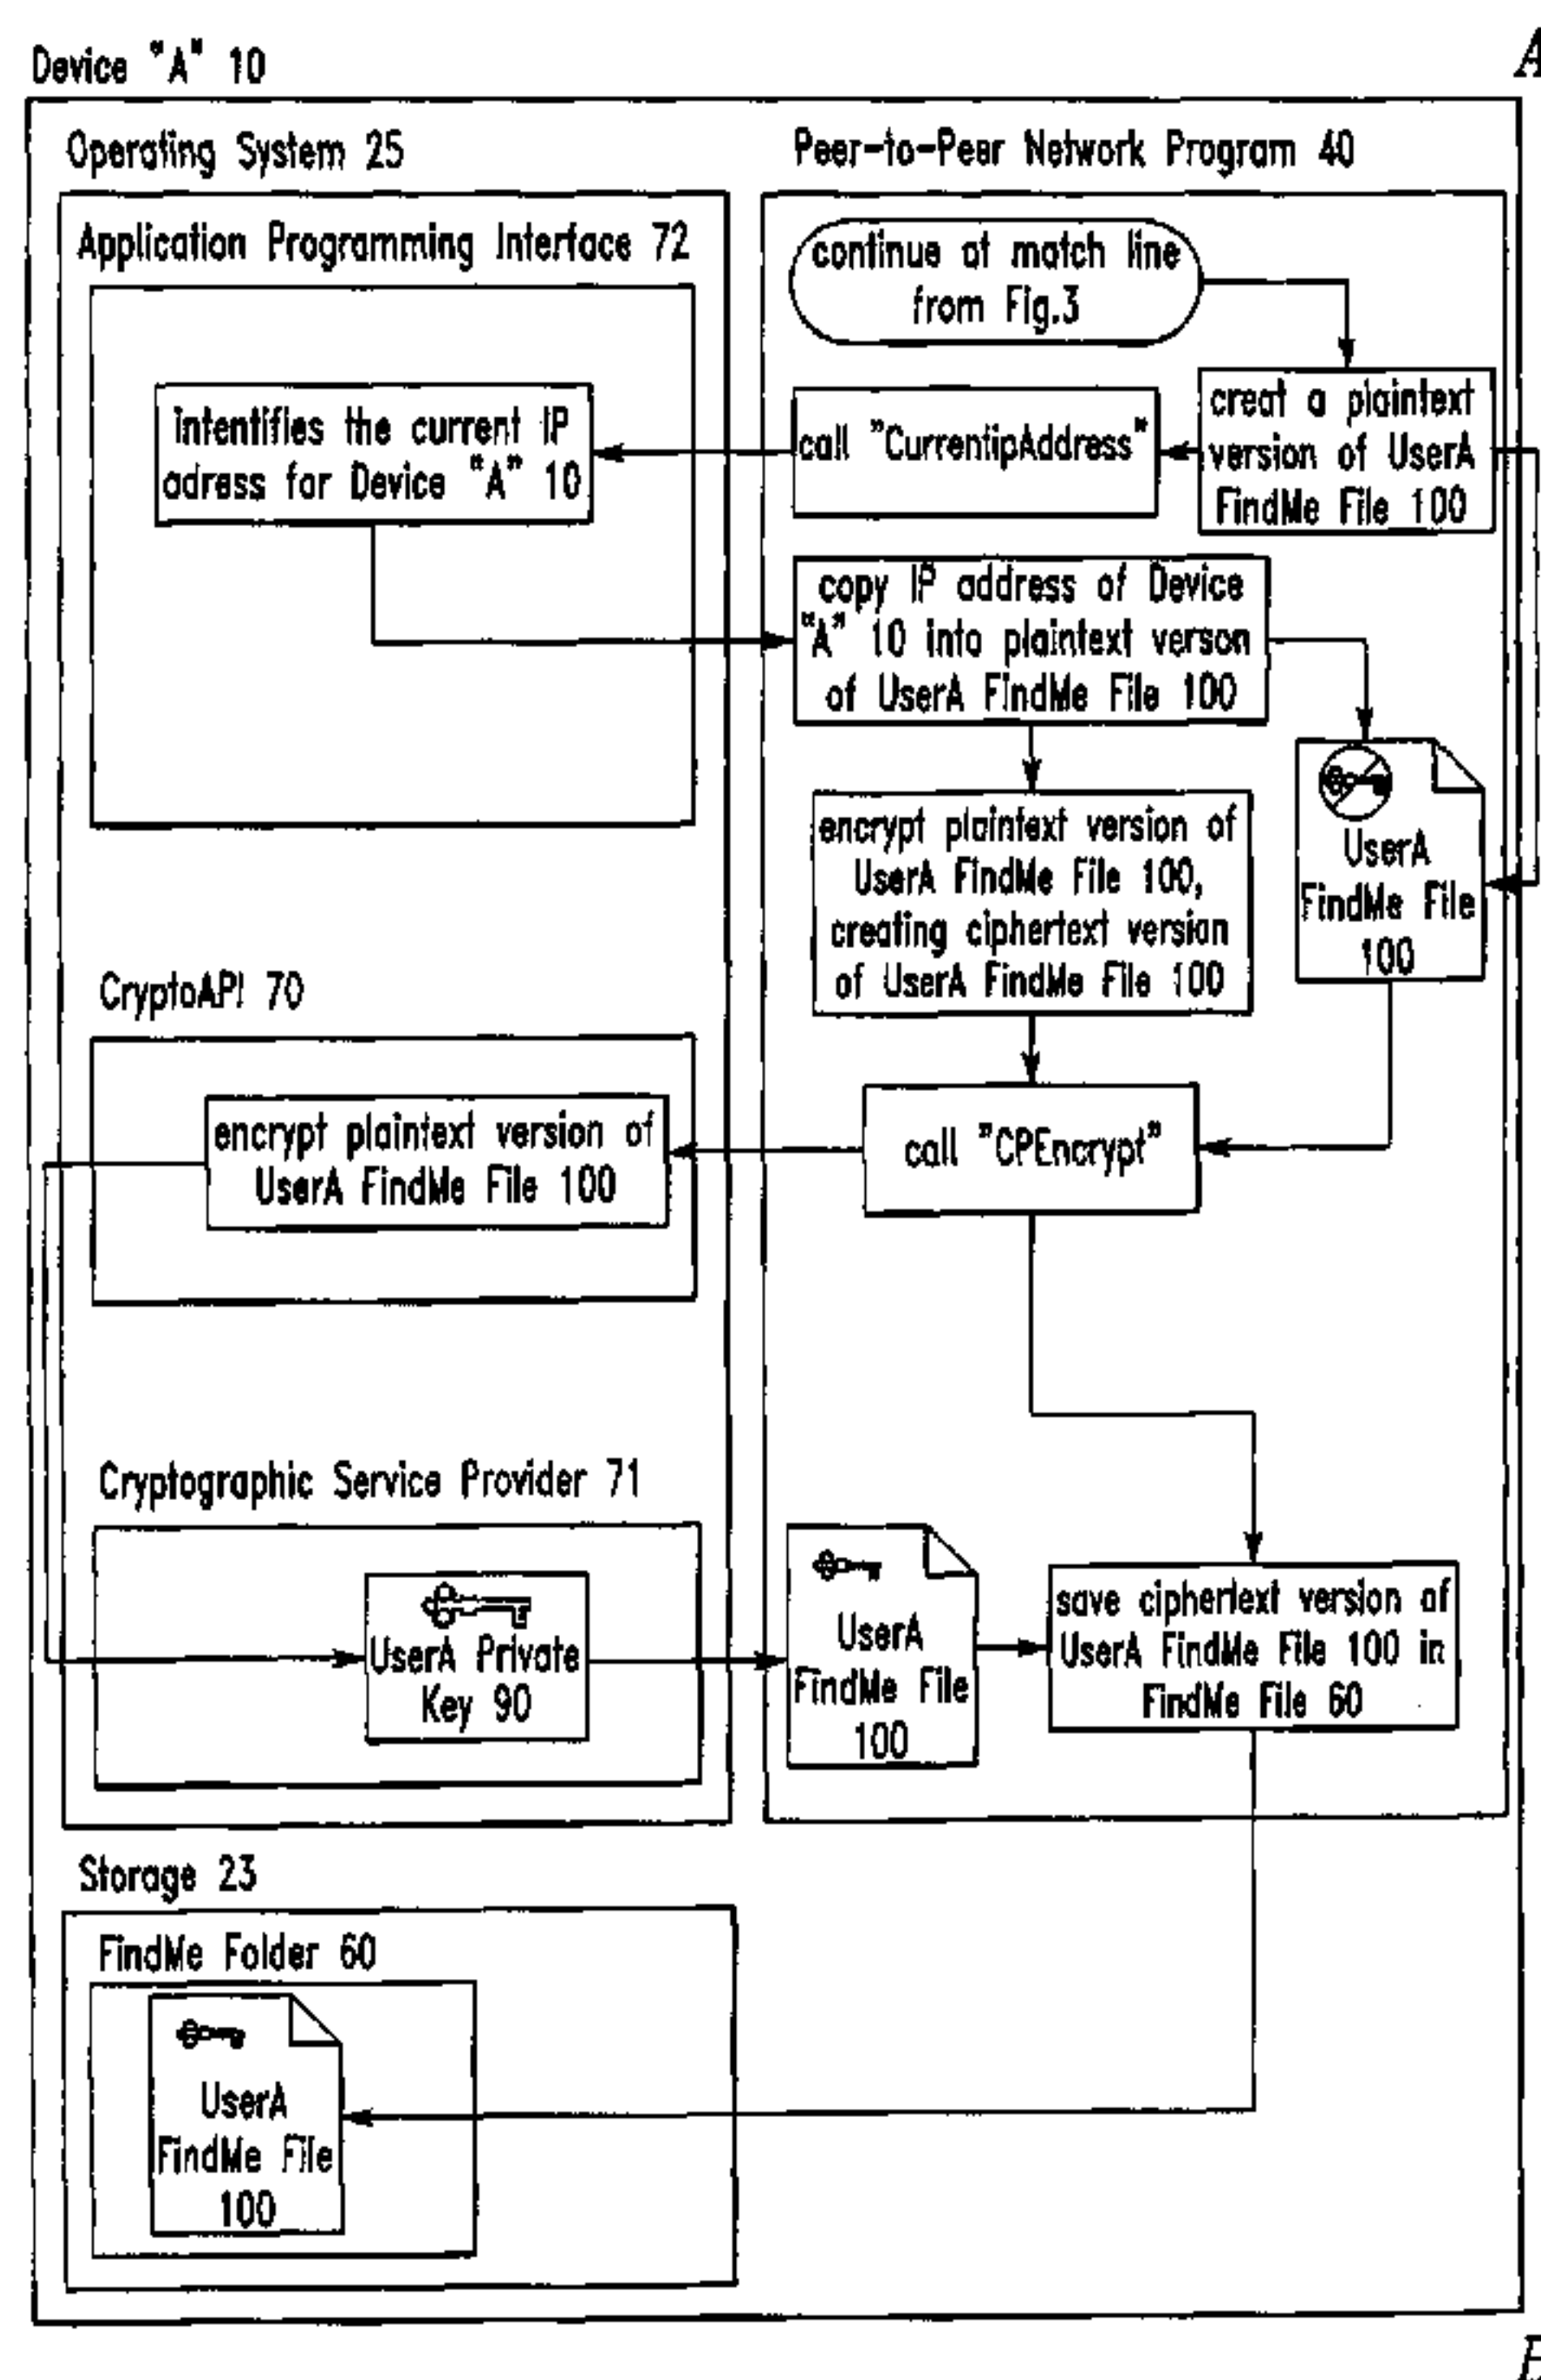 Device "A" 10
A
Operating System 25
Application Programming Interface 72
intentifies the current IP
adress for Device "A" 10
Peer-to-Peer Network Program 40
continue at match line
from Fig.3
creat a plaintext
version of UserA
FindMe File 100
call "CurrentipAddress"
copy IP address of Device
"A" 10 into plaintext verson
of UserA FindMe File 100
UserA
FindMe File
100
encrypt plaintext version of
UserA FindMe File 100,
creating ciphertext version
of UserA FindMe File 100
call "CPEncrypt"
CryptoAPI 70
encrypt plaintext version of
UserA FindMe File 100
Cryptographic Service Provider 71
UserA Private
Key 90
UserA
FindMe File
100
save ciphertext version of
UserA FindMe File 100 in
FindMe File 60
Storage 23
FindMe Folder 60
UserA
FindMe File
100